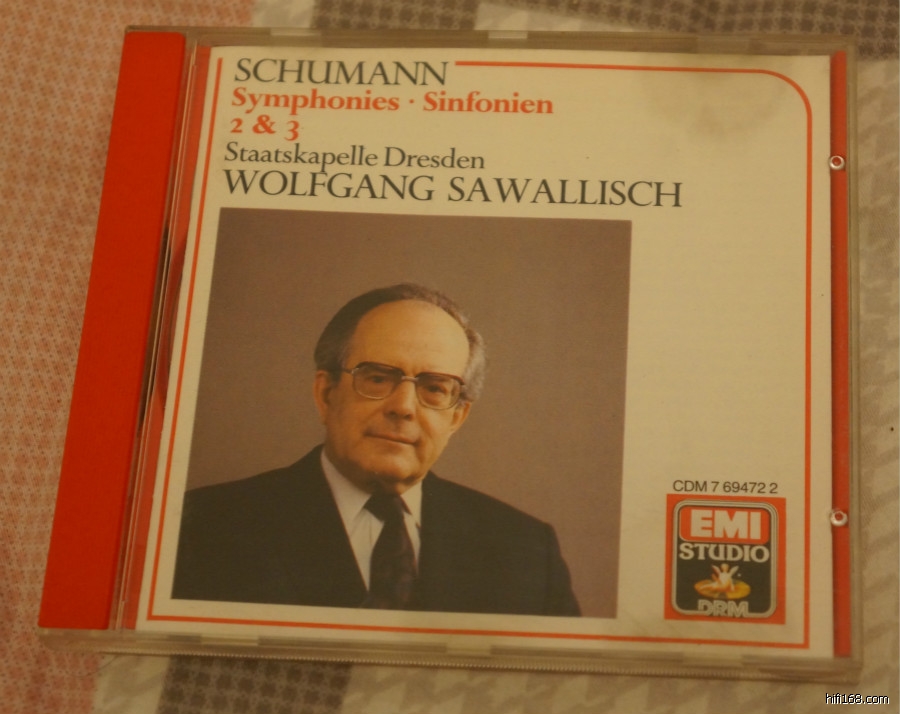 SCHUMANN
Symphonies · Sinfonien
2 & 3
Staatskapelle Dresden
WOLFGANG SAWALLISCH
CDM 7 69472 2
EMI
STUDIO
DRM
hifi168.com